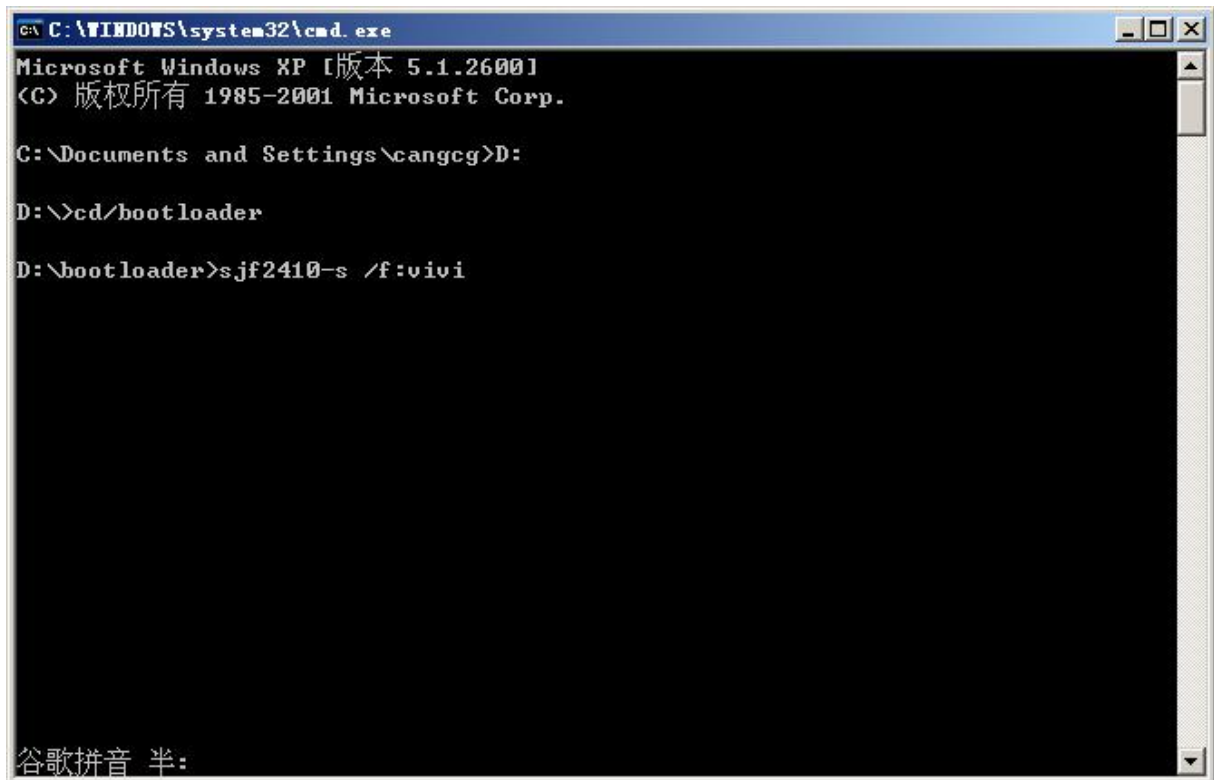 C:\WINDOWS\system32\cmd.exe
Microsoft Windows XP [版本 5.1.2600]
(C) 版权所有 1985-2001 Microsoft Corp.
C:\Documents and Settings\cangcg>D:
D:\>cd/bootloader
D:\bootloader>sjf2410-s /f:vivi
谷歌拼音 半: